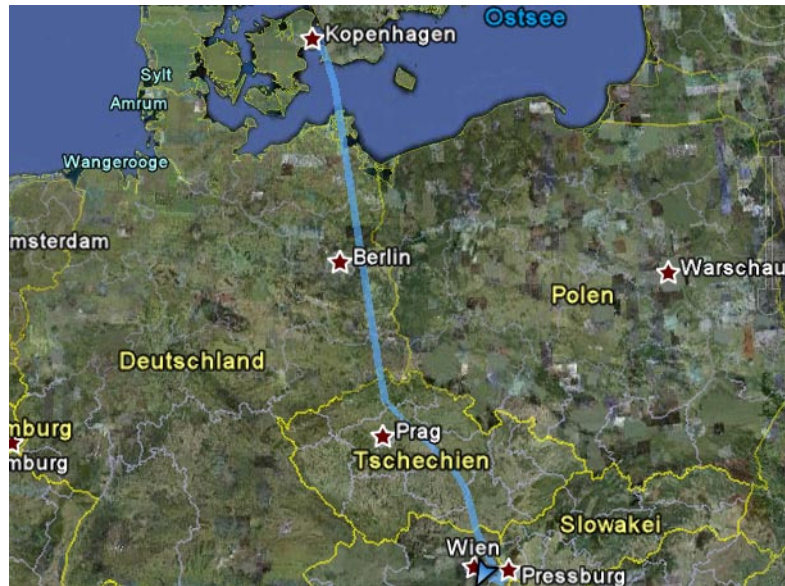 Ostsee
Kopenhagen
Sylt
Amrum
Wangerooge
msterdam
Berlin
Warschau
Polen
Deutschland
mburg
Prag
mburg
Tschechien
Slowakei
Wien
Pressburg